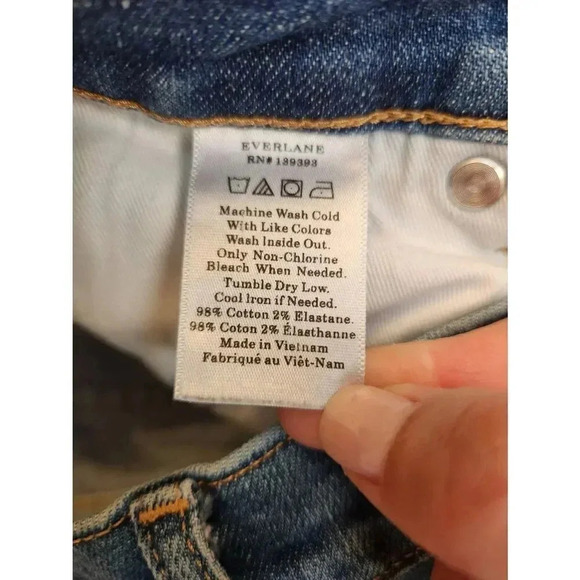 EVERLANE
RN# 139393
Machine Wash Cold
With Like Colors
Wash Inside Out.
Only Non-Chlorine
Bleach When Needed.
Tumble Dry Low.
Cool Iron if Needed.
98% Cotton 2% Elastane.
98% Coton 2% Élasthanne
Made in Vietnam
Fabriqué au Viêt-Nam